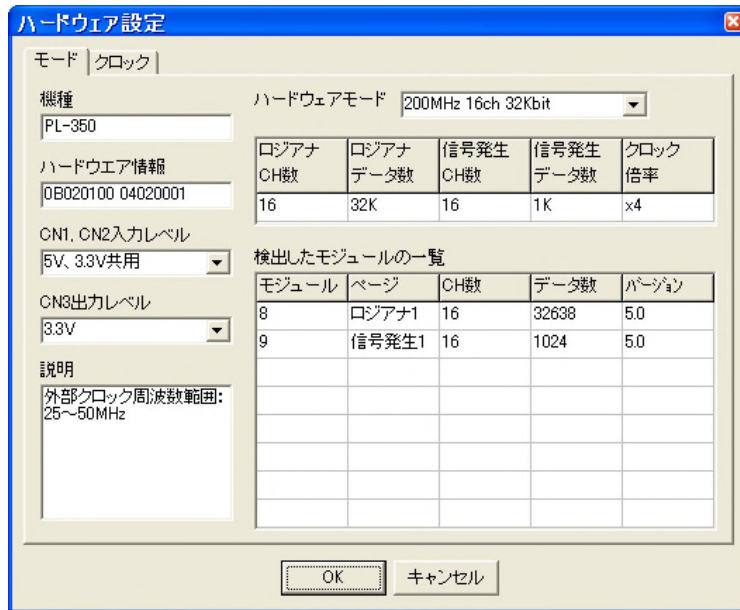 ハードウェア設定
モード クロック
機種
PL-350
ハードウエア情報
0B020100 04020001
CN1, CN2入力レベル
5V、3.3V共用
CN3出力レベル
3.3V
説明
外部クロック周波数範囲:
25～50MHz
ハードウェアモード 200MHz 16ch 32Kbit
ロジアナ ロジアナ 信号発生 信号発生 クロック
CH数 データ数 CH数 データ数 倍率
16 32K 16 1K x4
検出したモジュールの一覧
モジュール ページ CH数 データ数 バージョン
8 ロジアナ1 16 32638 5.0
9 信号発生1 16 1024 5.0
OK キャンセル